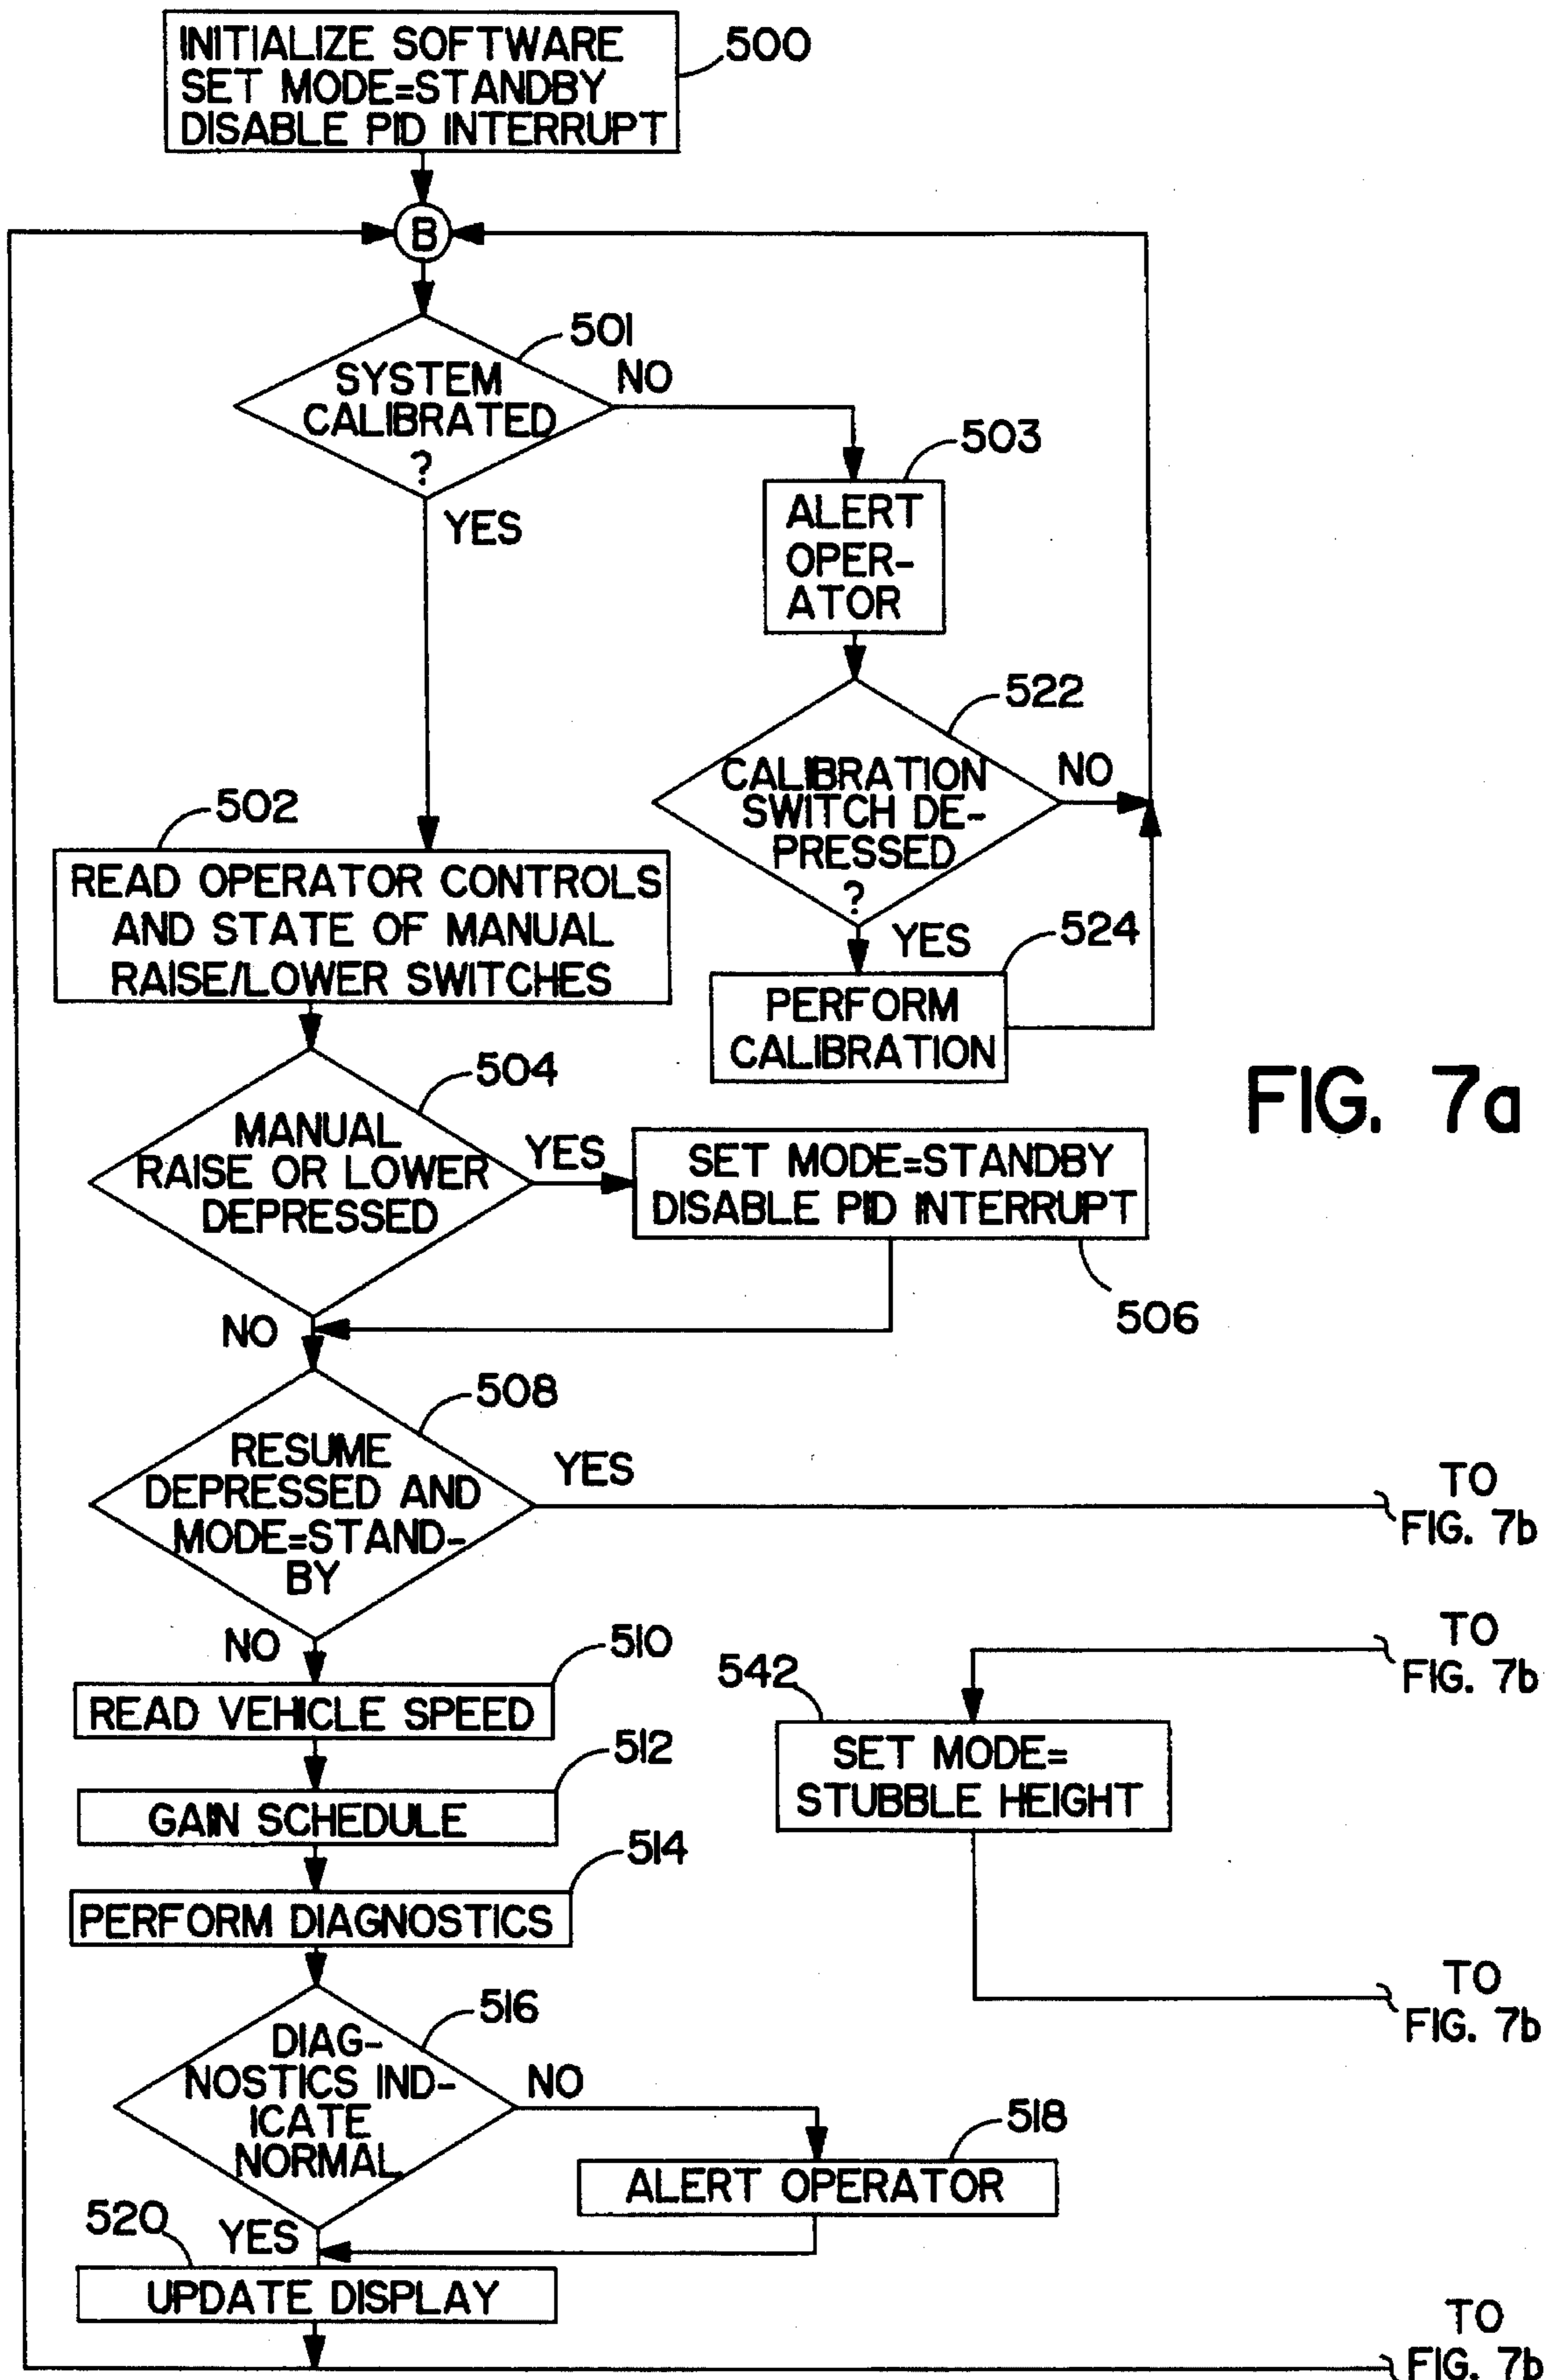 INITIALIZE SOFTWARE
SET MODE=STANDBY
DISABLE PID INTERRUPT
500
B
501
SYSTEM
CALIBRATED
?
NO
YES
503
ALERT
OPER-
ATOR
522
CALIBRATION
SWITCH DE-
PRESSED
?
NO
YES
524
PERFORM
CALIBRATION
502
READ OPERATOR CONTROLS
AND STATE OF MANUAL
RAISE/LOWER SWITCHES
FIG. 7a
504
MANUAL
RAISE OR LOWER
DEPRESSED
YES
SET MODE=STANDBY
DISABLE PID INTERRUPT
506
NO
508
RESUME
DEPRESSED AND
MODE=STAND-
BY
YES
TO
FIG. 7b
NO
510
READ VEHICLE SPEED
TO
FIG. 7b
542
SET MODE=
STUBBLE HEIGHT
512
GAIN SCHEDULE
514
PERFORM DIAGNOSTICS
TO
FIG. 7b
516
DIAG-
NOSTICS IND-
ICATE
NORMAL
NO
518
ALERT OPERATOR
YES
520
UPDATE DISPLAY
TO
FIG. 7b